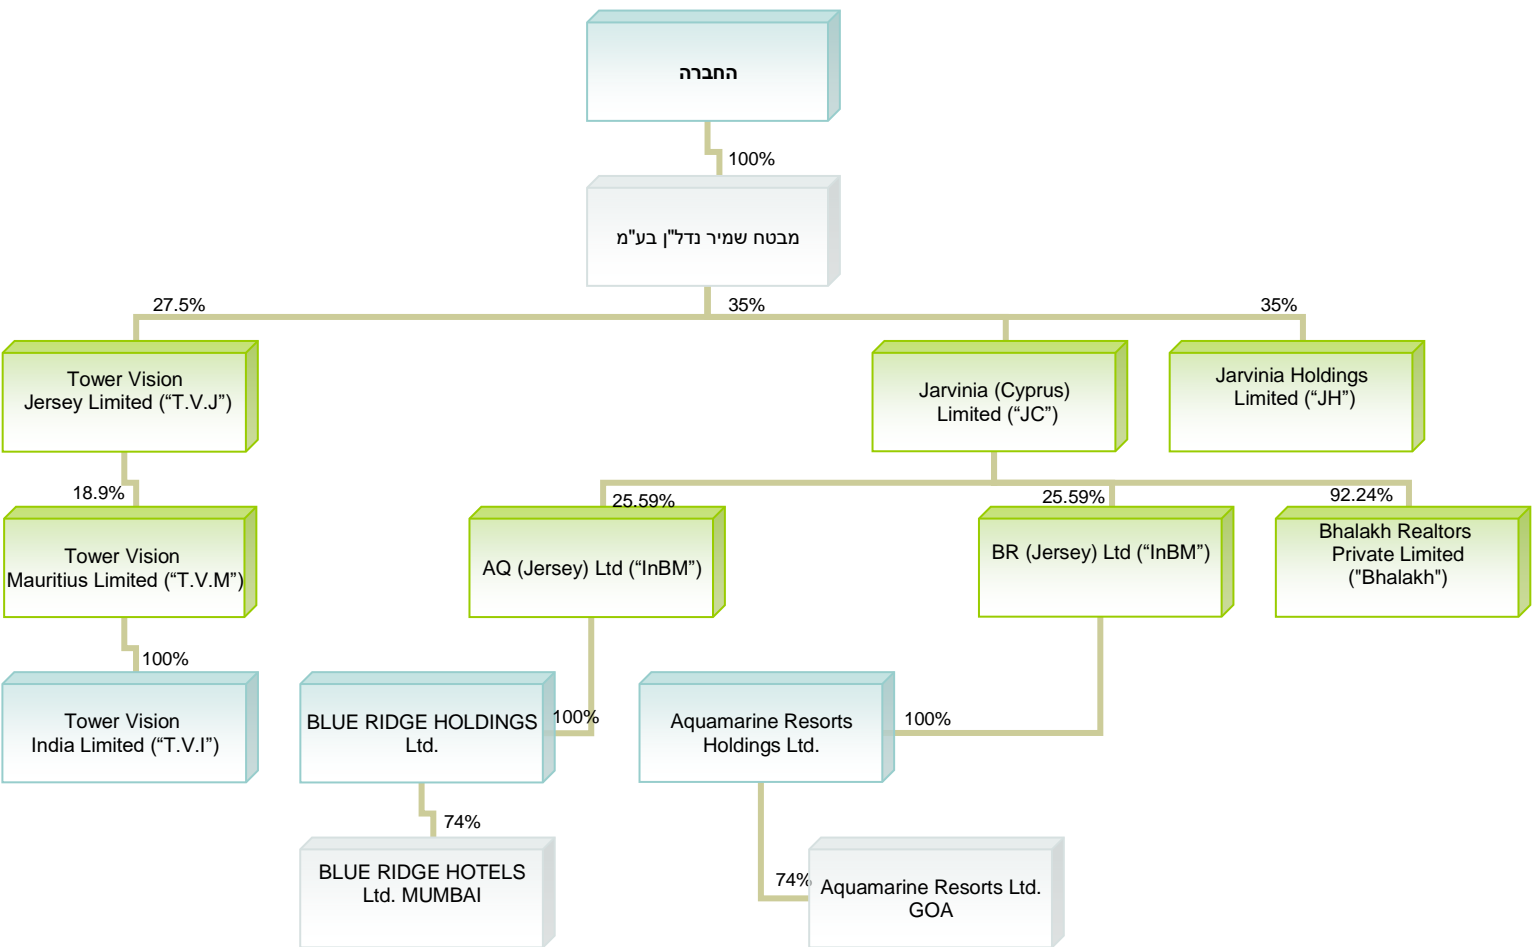 החברה
100%
מבטח שמיר נדל"ן בע"מ
27.5%
35%
35%
Tower Vision
Jersey Limited (“T.V.J”)
Jarvinia (Cyprus)
Limited (“JC”)
Jarvinia Holdings
Limited (“JH”)
18.9%
25.59%
25.59%
92.24%
Tower Vision
Mauritius Limited (“T.V.M”)
AQ (Jersey) Ltd (“InBM”)
BR (Jersey) Ltd (“InBM”)
Bhalakh Realtors
Private Limited
("Bhalakh")
100%
Tower Vision
India Limited (“T.V.I”)
BLUE RIDGE HOLDINGS
Ltd.
100%
Aquamarine Resorts
Holdings Ltd.
100%
74%
BLUE RIDGE HOTELS
Ltd. MUMBAI
74%
Aquamarine Resorts Ltd.
GOA